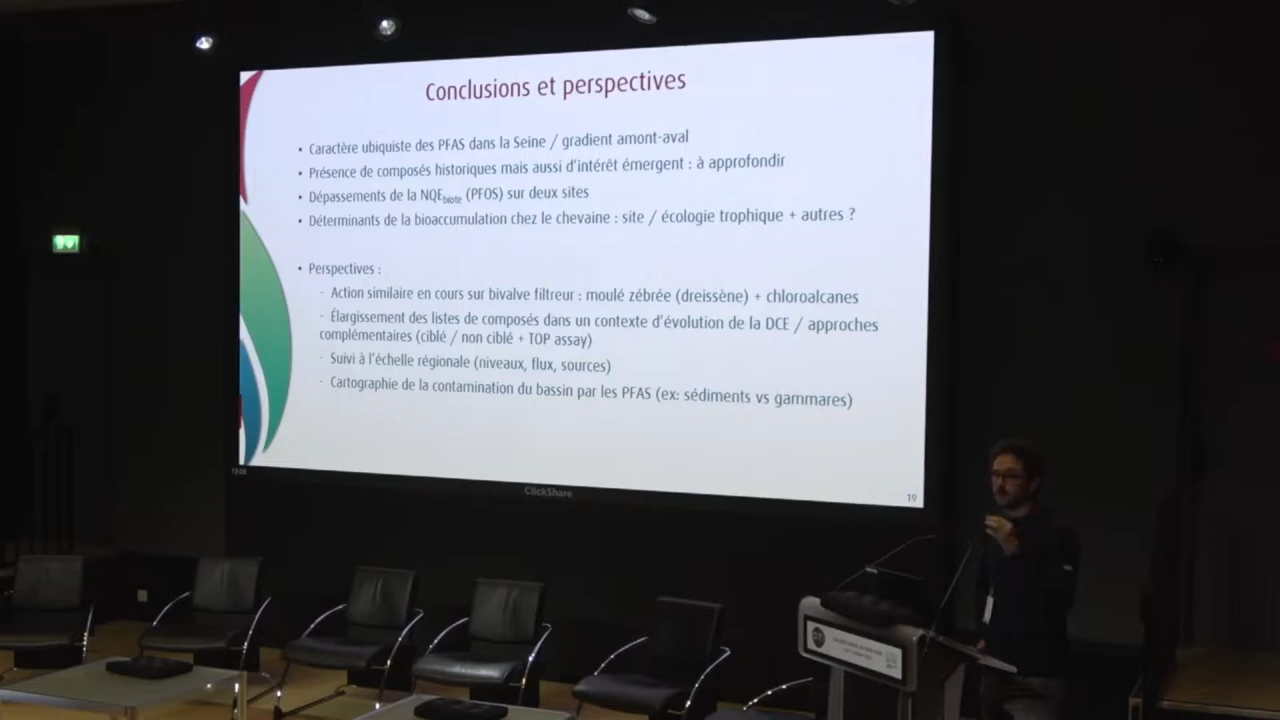 Conclusions et perspectives
• Caractère ubiquiste des PFAS dans la Seine / gradient amont-aval
• Présence de composés historiques mais aussi d'intérêt émergent : à approfondir
• Dépassements de la NQEbiote (PFOS) sur deux sites
• Déterminants de la bioaccumulation chez le chevaine : site / écologie trophique + autres ?
• Perspectives :
- Action similaire en cours sur bivalve filtreur : moulé zébrée (dreissène) + chloroalcanes
- Élargissement des listes de composés dans un contexte d'évolution de la DCE / approches
complémentaires (ciblé / non ciblé + TOP assay)
- Suivi à l'échelle régionale (niveaux, flux, sources)
- Cartographie de la contamination du bassin par les PFAS (ex: sédiments vs gammares)
19
ClickShare